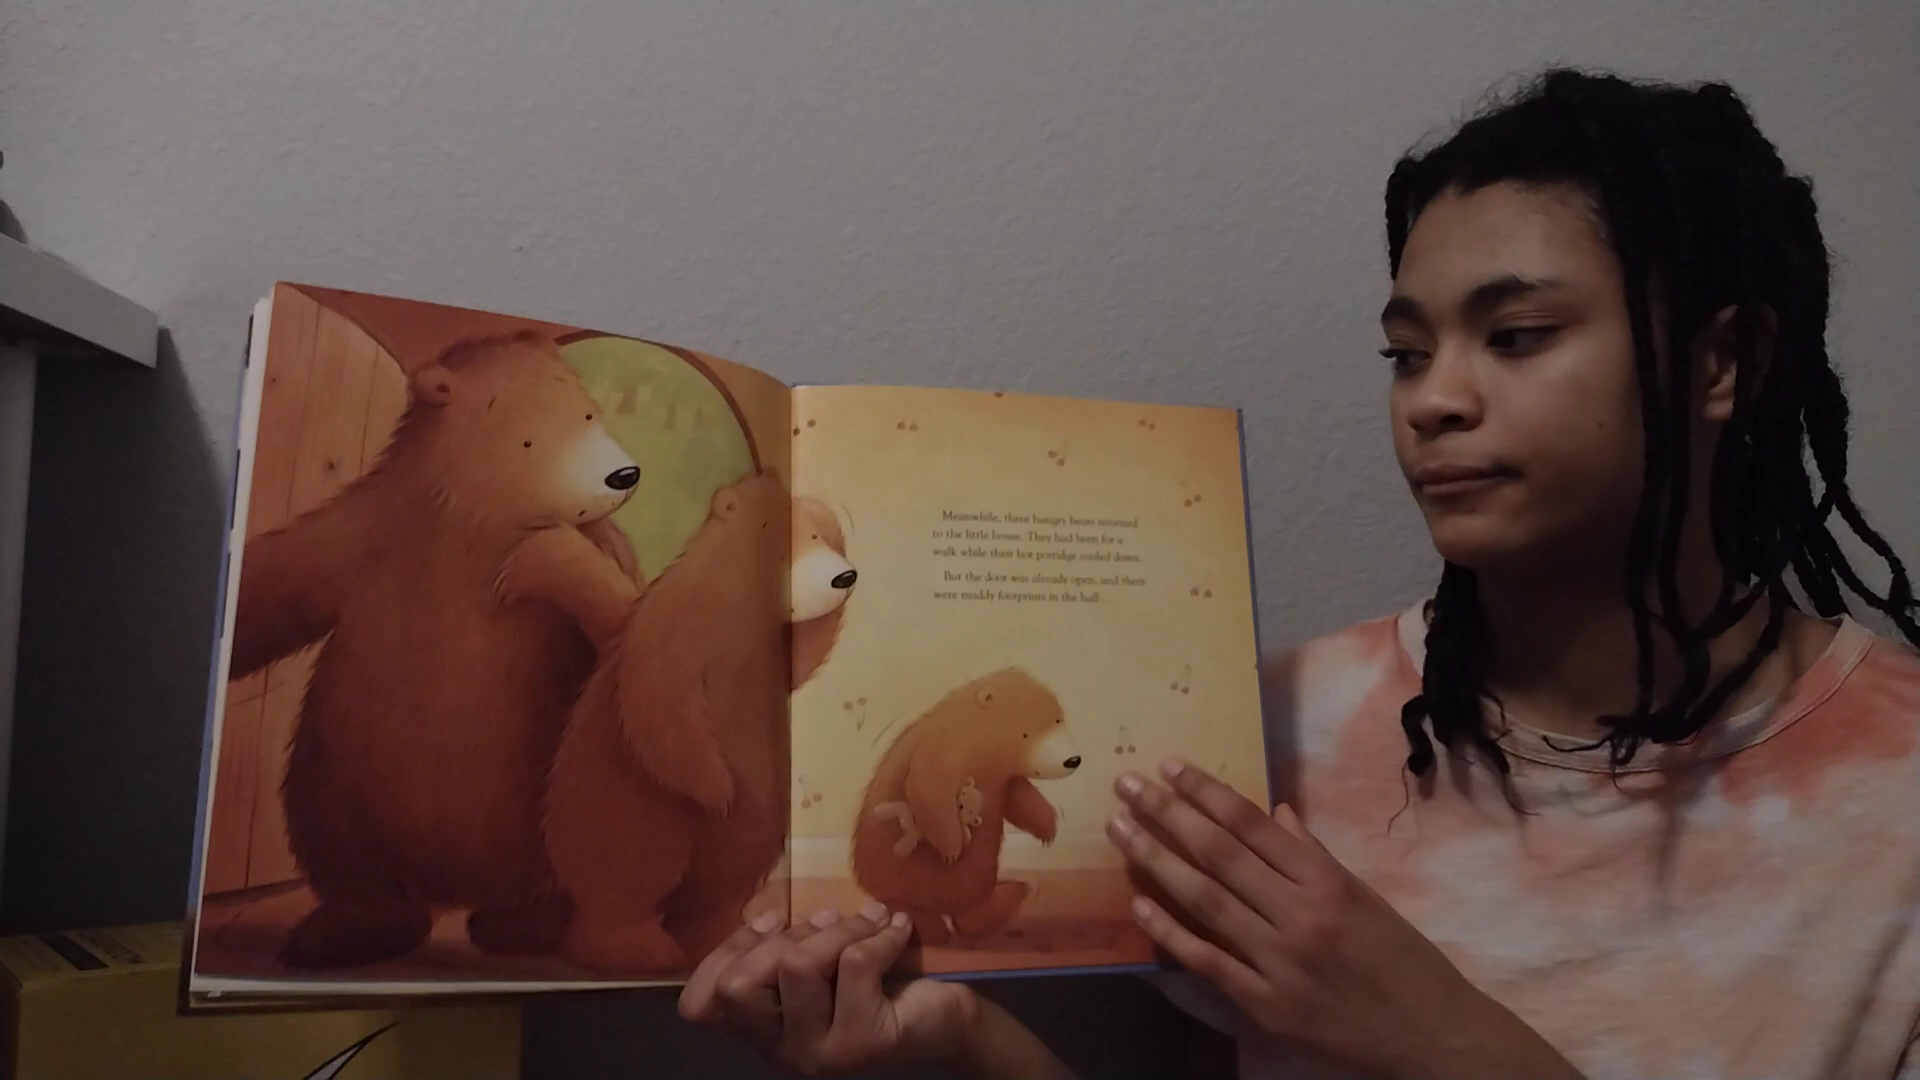 Meanwhile, three hungry bears returned
to the little house. They had been for a
walk while their hot porridge cooled down.
But the door was already open, and there
were muddy footprints in the hall